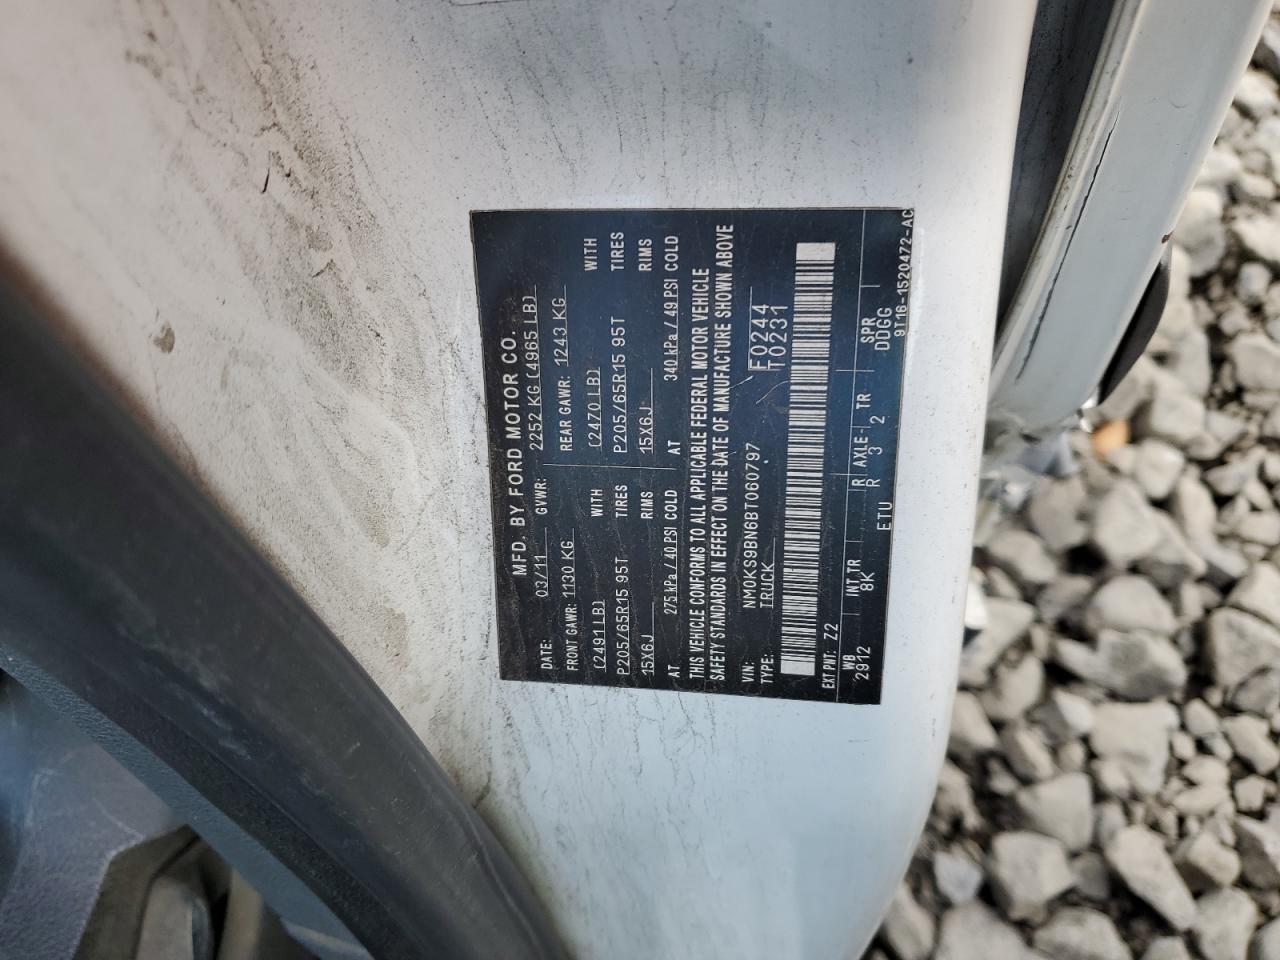 MFD. BY FORD MOTOR CO.
DATE: 03/11 GVWR: 2252 KG (4965 LB)
FRONT GAWR: 1130 KG REAR GAWR: 1243 KG
(2491 LB) WITH (2470 LB) WITH
P205/65R15 95T TIRES P205/65R15 95T TIRES
15X6J RIMS 15X6J RIMS
AT 275 kPa / 40 PSI COLD AT 340 kPa / 49 PSI COLD
THIS VEHICLE CONFORMS TO ALL APPLICABLE FEDERAL MOTOR VEHICLE
SAFETY STANDARDS IN EFFECT ON THE DATE OF MANUFACTURE SHOWN ABOVE
VIN: NM0KS9BN6BT060797 F0244
TYPE: TRUCK T0231
EXT PNT: Z2
WB INT TR R AXLE TR SPR
2912 8K R 3 2 DDGG
ETU 9T16-1520472-AC